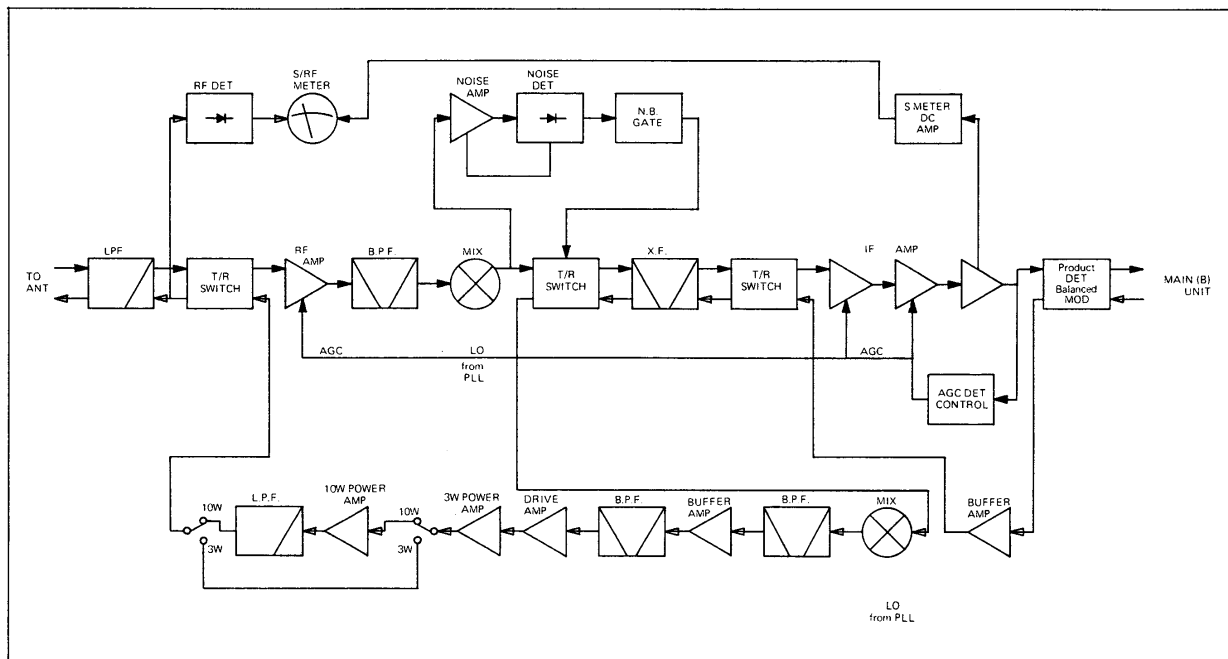 S/RF
METER
RF DET
NOISE
AMP
NOISE
DET
N.B.
GATE
S METER
DC
AMP
TO
ANT
LPF
T/R
SWITCH
RF
AMP
B.P.F.
MIX
T/R
SWITCH
X.F.
T/R
SWITCH
IF AMP
Product
DET
Balanced
MOD
MAIN (B)
UNIT
AGC
LO
from
PLL
AGC
AGC DET
CONTROL
10W
3W
L.P.F.
10W POWER
AMP
10W
3W
3W POWER
AMP
DRIVE
AMP
B.P.F.
BUFFER
AMP
B.P.F.
MIX
BUFFER
AMP
LO
from PLL